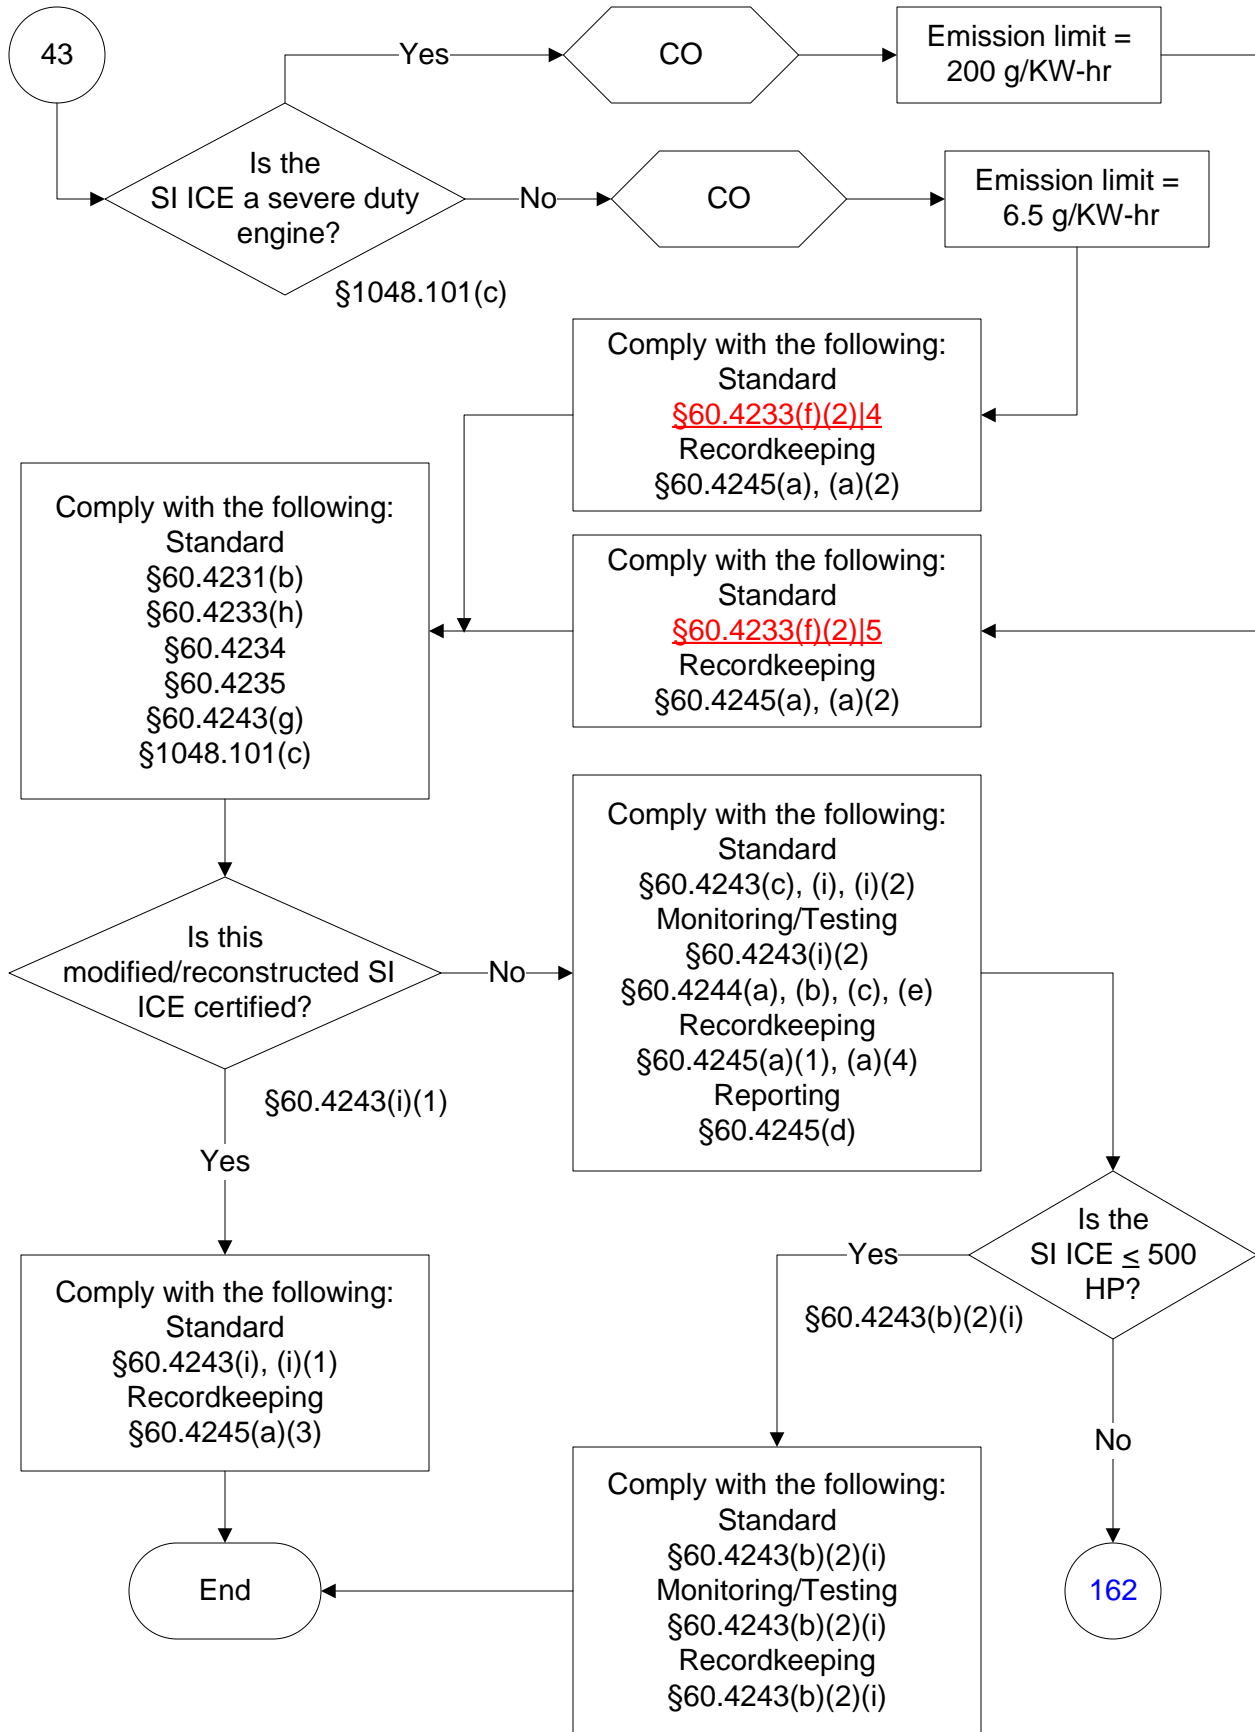 43
Yes
CO
Emission limit =
200 g/KW-hr
Is the
SI ICE a severe duty
engine?
No
CO
Emission limit =
6.5 g/KW-hr
§1048.101(c)
Comply with the following:
Standard
§60.4233(f)(2)|4
Recordkeeping
§60.4245(a), (a)(2)
Comply with the following:
Standard
§60.4231(b)
§60.4233(h)
§60.4234
§60.4235
§60.4243(g)
§1048.101(c)
Comply with the following:
Standard
§60.4233(f)(2)|5
Recordkeeping
§60.4245(a), (a)(2)
Is this
modified/reconstructed SI
ICE certified?
No
§60.4243(i)(1)
Comply with the following:
Standard
§60.4243(c), (i), (i)(2)
Monitoring/Testing
§60.4243(i)(2)
§60.4244(a), (b), (c), (e)
Recordkeeping
§60.4245(a)(1), (a)(4)
Reporting
§60.4245(d)
Yes
Is the
SI ICE ≤ 500
HP?
Yes
§60.4243(b)(2)(i)
No
Comply with the following:
Standard
§60.4243(i), (i)(1)
Recordkeeping
§60.4245(a)(3)
Comply with the following:
Standard
§60.4243(b)(2)(i)
Monitoring/Testing
§60.4243(b)(2)(i)
Recordkeeping
§60.4243(b)(2)(i)
End
162